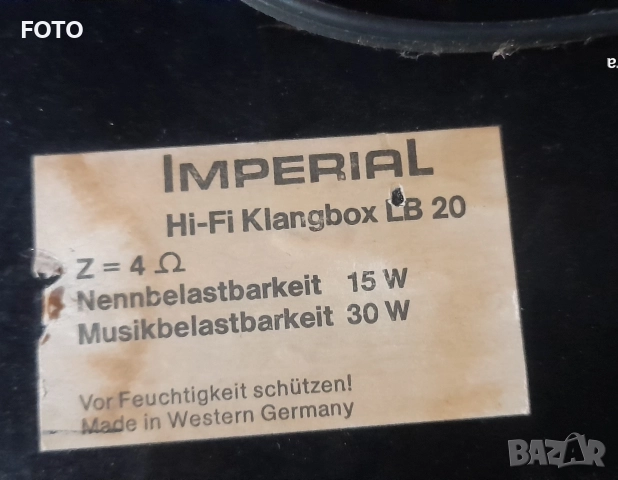 FOTO
IMPERIAL
Hi-Fi Klangbox LB 20
Z = 4 Ω
Nennbelastbarkeit 15 W
Musikbelastbarkeit 30 W
Vor Feuchtigkeit schützen!
Made in Western Germany
BAZAR